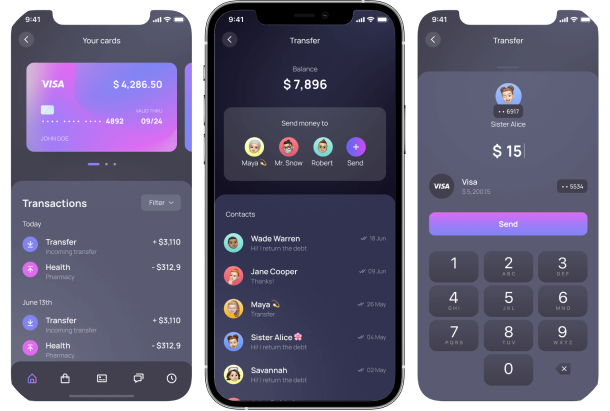 9:41
Your cards
VISA
$ 4,286.50
VALID THRU
•••• •••• •••• 4892
09/24
JOHN DOE
Transactions
Filter
Today
Transfer
+ $3,110
Incoming transfer
Health
- $312,9
Pharmacy
June 13th
Transfer
+ $3,110
Incoming transfer
Health
- $312,9
Pharmacy
9:41
Transfer
Balance
$ 7,896
Send money to
Maya 💫
Mr. Snow
Robert
Send
Contacts
Wade Warren
18 Jun
Hi! I return the debt
Jane Cooper
09 Jun
Thanks!
Maya 💫
26 May
Transfer
Sister Alice 🌸
04 May
Hi! I return the debt
Savannah
02 May
Hi! I return the debt
9:41
Transfer
•• 6917
Sister Alice
$ 15
VISA
Visa
•• 5534
Send
1
2
ABC
3
DEF
4
GHI
5
JKL
6
MNO
7
PQRS
8
TUV
9
WXYZ
0